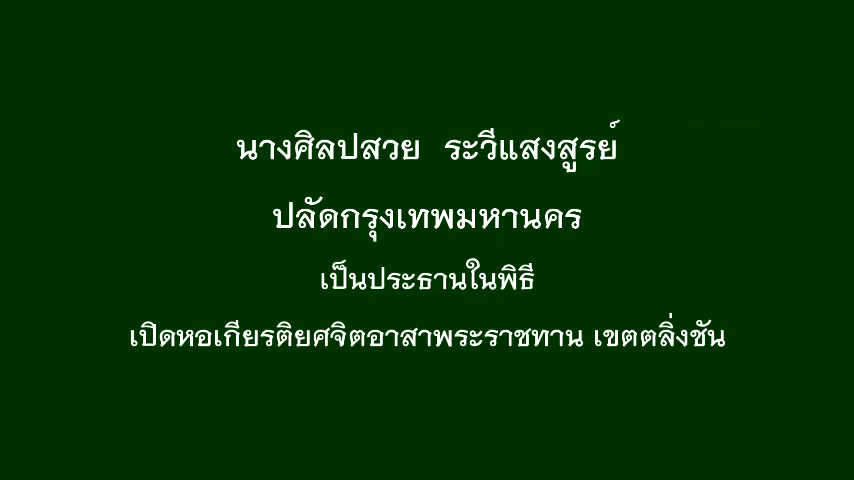 นางศิลปสวย ระวีแสงสูรย์
ปลัดกรุงเทพมหานคร
เป็นประธานในพิธี
เปิดหอเกียรติยศจิตอาสาพระราชทาน เขตตลิ่งชัน